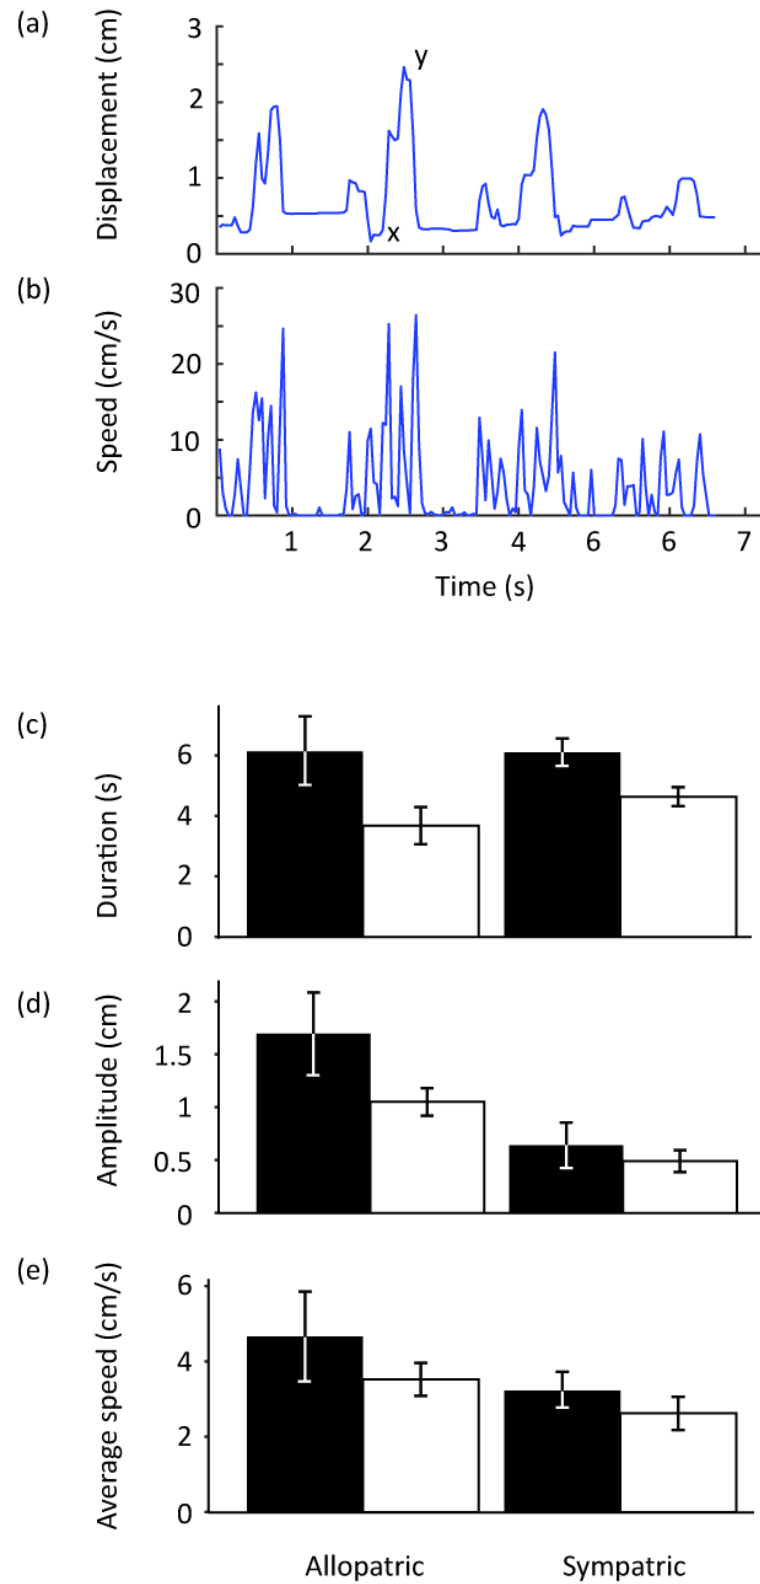 (a)
Displacement (cm)
3
2
1
0
y
x
(b)
Speed (cm/s)
30
20
10
0
1 2 3 4 6 6 7
Time (s)
(c)
Duration (s)
6
4
2
0
(d)
Amplitude (cm)
2
1.5
1
0.5
0
(e)
Average speed (cm/s)
6
4
2
0
Allopatric Sympatric